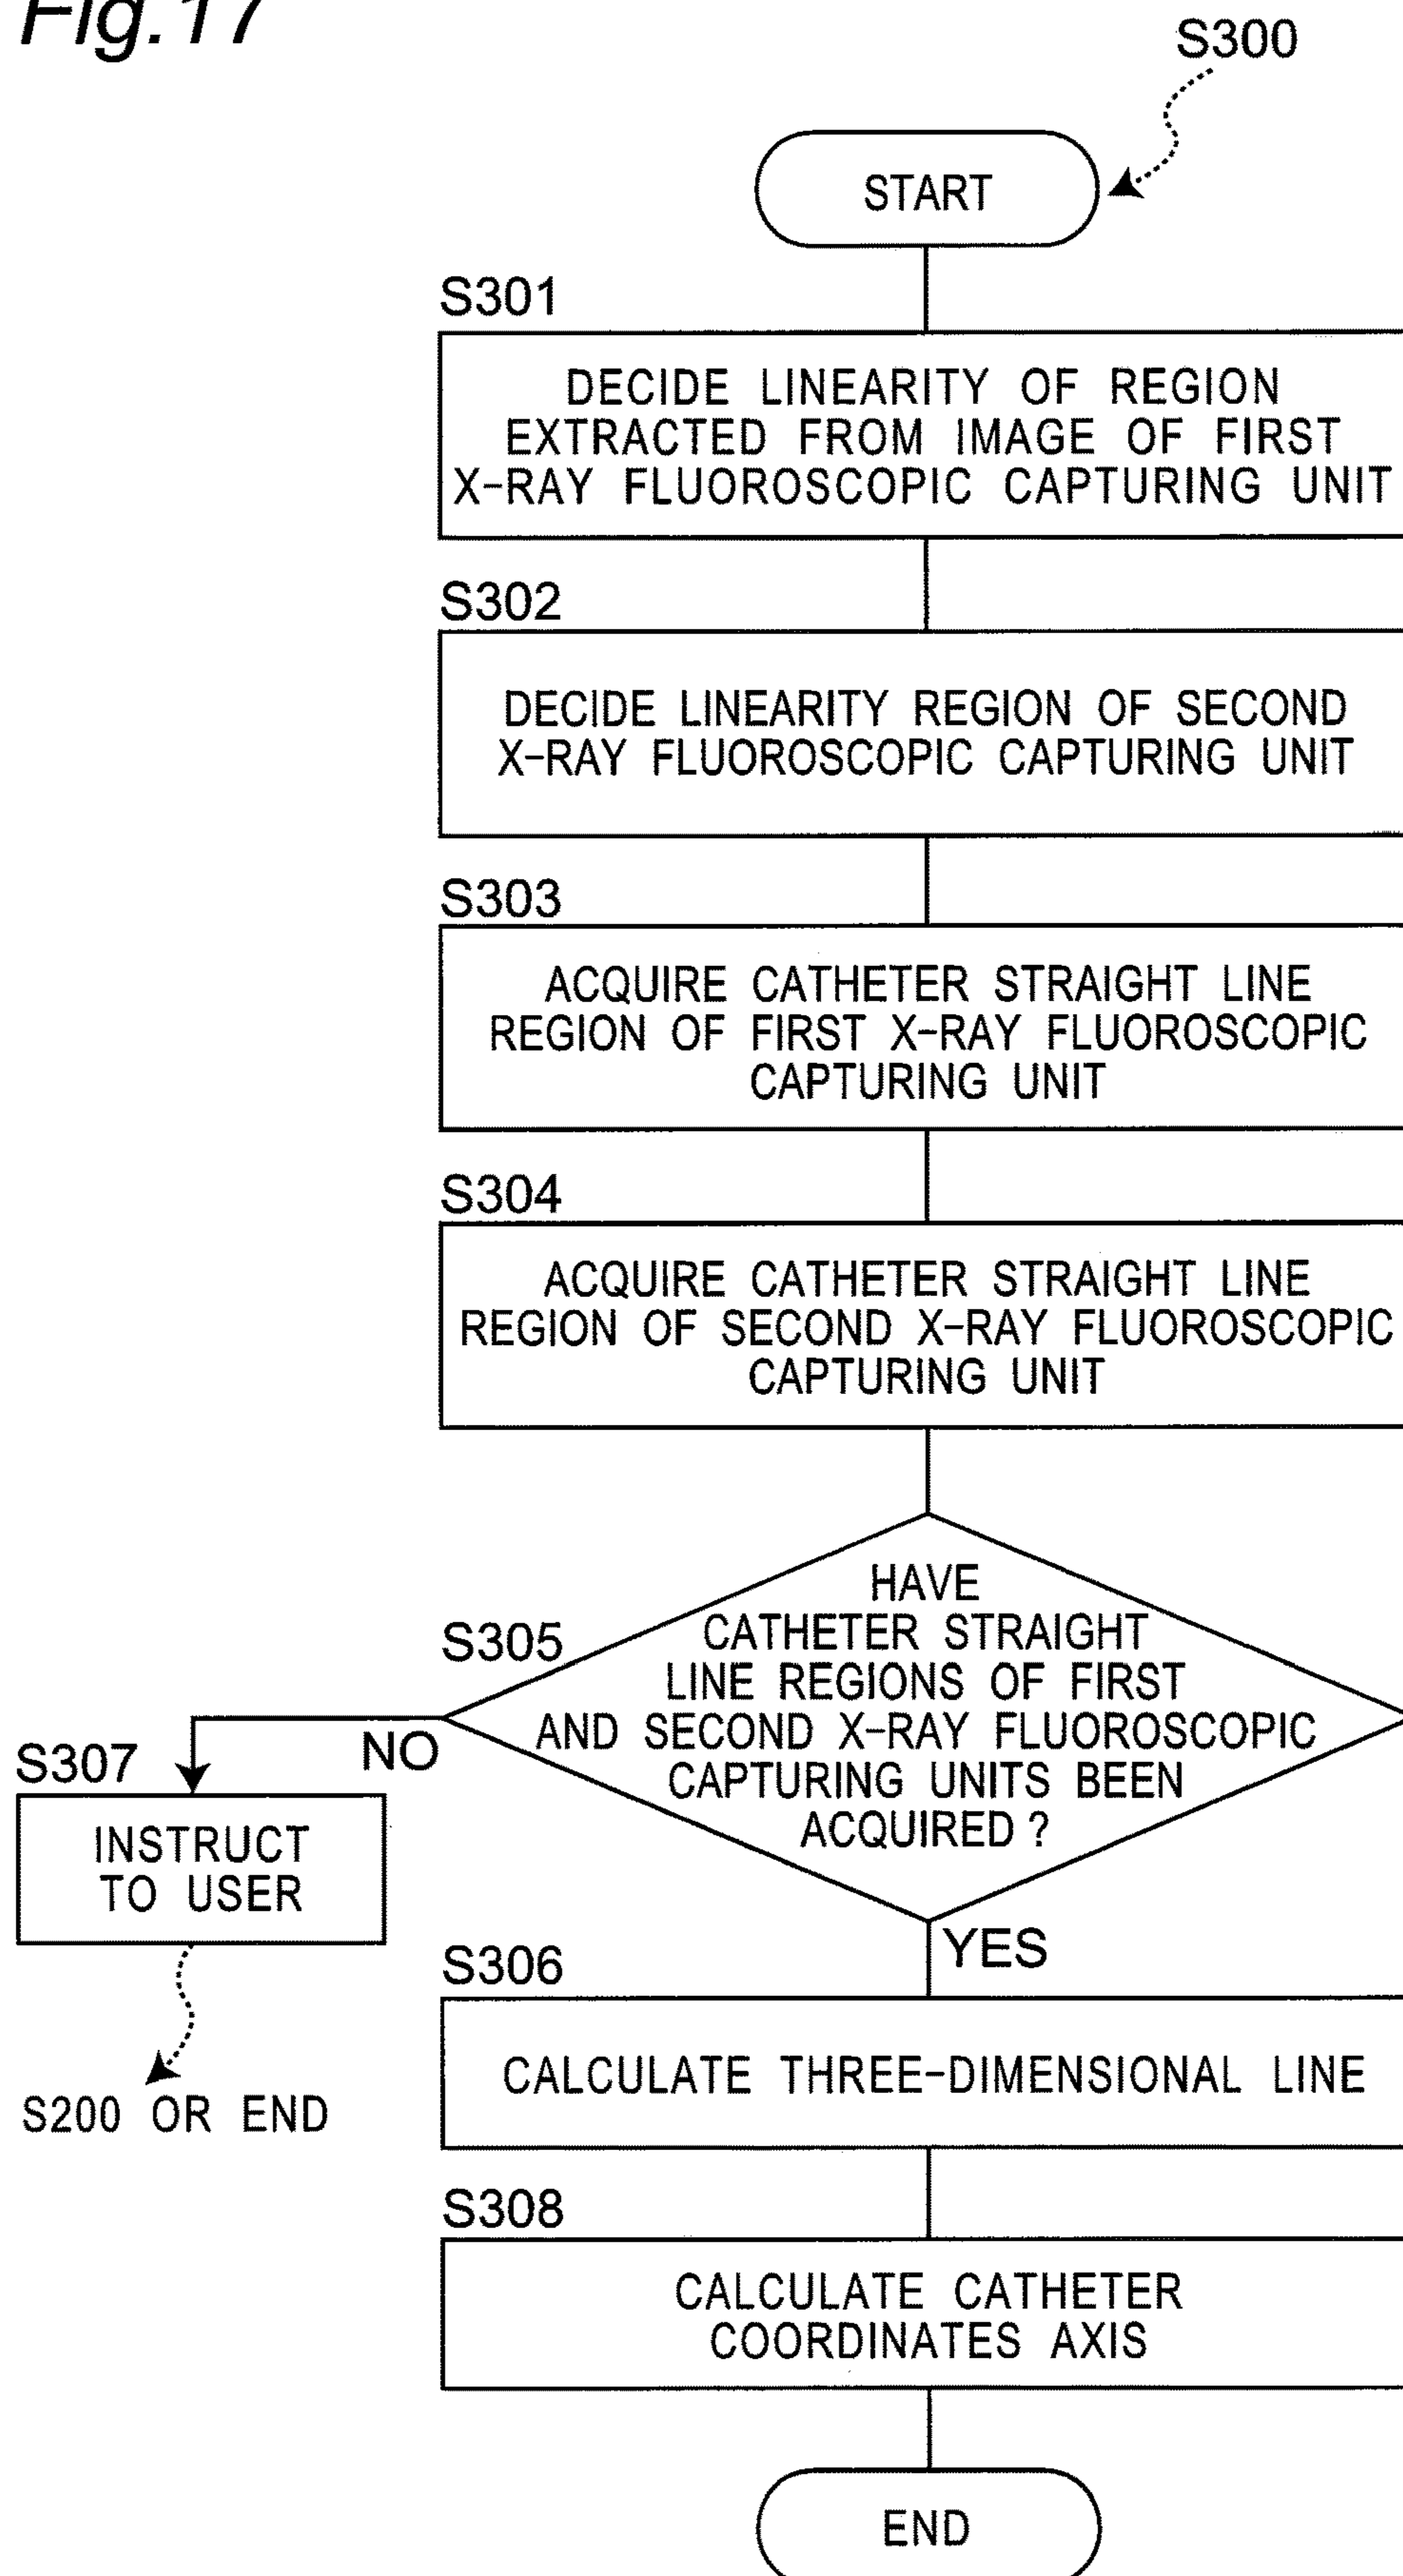 Fig.17
S300
START
S301
DECIDE LINEARITY OF REGION
EXTRACTED FROM IMAGE OF FIRST
X-RAY FLUOROSCOPIC CAPTURING UNIT
S302
DECIDE LINEARITY REGION OF SECOND
X-RAY FLUOROSCOPIC CAPTURING UNIT
S303
ACQUIRE CATHETER STRAIGHT LINE
REGION OF FIRST X-RAY FLUOROSCOPIC
CAPTURING UNIT
S304
ACQUIRE CATHETER STRAIGHT LINE
REGION OF SECOND X-RAY FLUOROSCOPIC
CAPTURING UNIT
S305
HAVE
CATHETER STRAIGHT
LINE REGIONS OF FIRST
AND SECOND X-RAY FLUOROSCOPIC
CAPTURING UNITS BEEN
ACQUIRED ?
NO
S307
INSTRUCT
TO USER
S200 OR END
YES
S306
CALCULATE THREE-DIMENSIONAL LINE
S308
CALCULATE CATHETER
COORDINATES AXIS
END